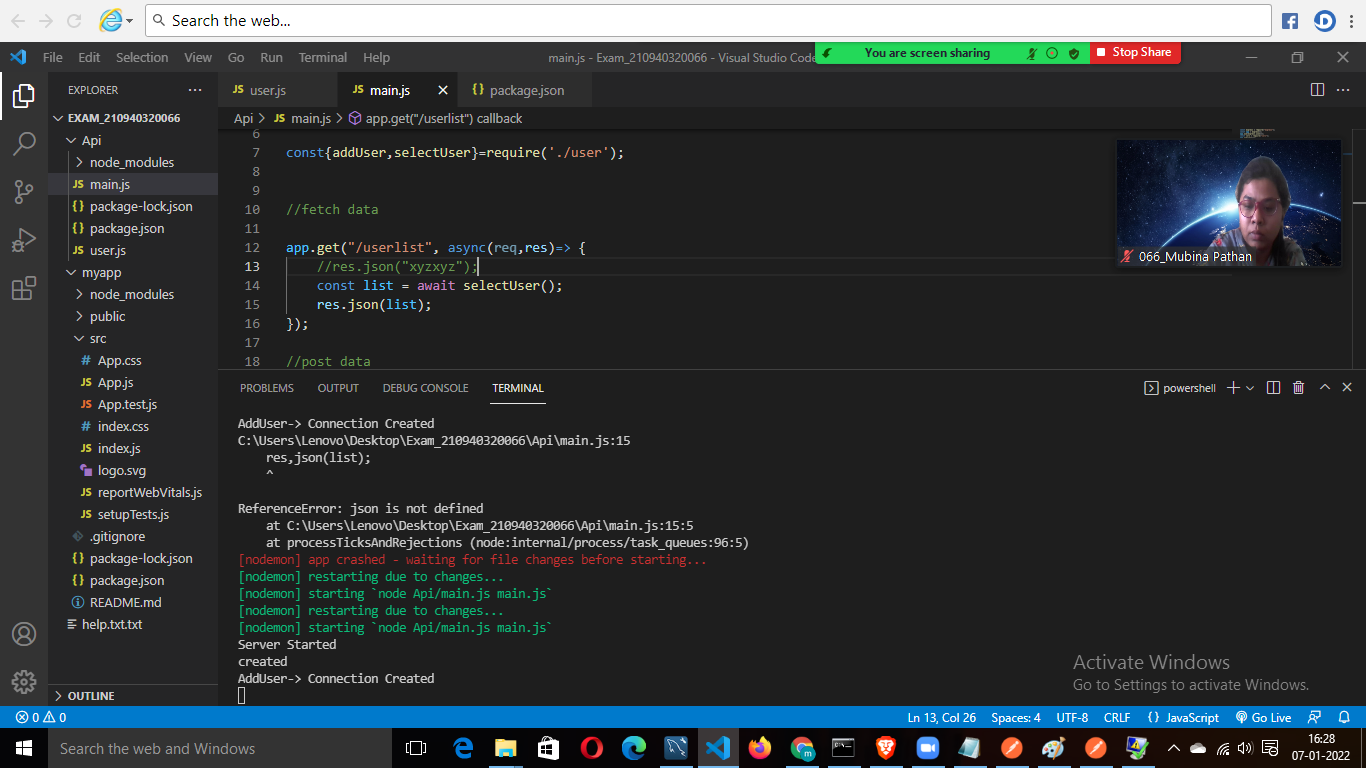 Search the web...
File Edit Selection View Go Run Terminal Help
main.js - Exam_210940320066 - Visual Studio Code
You are screen sharing
Stop Share
EXPLORER
EXAM_210940320066
Api
node_modules
main.js
package-lock.json
package.json
user.js
myapp
node_modules
public
src
App.css
App.js
App.test.js
index.css
index.js
logo.svg
reportWebVitals.js
setupTests.js
.gitignore
package-lock.json
package.json
README.md
help.txt.txt
OUTLINE
user.js main.js package.json
Api > main.js > app.get("/userlist") callback
6
7 const{addUser,selectUser}=require('./user');
8
9
10 //fetch data
11
12 app.get("/userlist", async(req,res)=> {
13 //res.json("xyzxyz");
14 const list = await selectUser();
15 res.json(list);
16 });
17
18 //post data
066_Mubina Pathan
PROBLEMS OUTPUT DEBUG CONSOLE TERMINAL
powershell
AddUser-> Connection Created
C:\Users\Lenovo\Desktop\Exam_210940320066\Api\main.js:15
res,json(list);
^
ReferenceError: json is not defined
at C:\Users\Lenovo\Desktop\Exam_210940320066\Api\main.js:15:5
at processTicksAndRejections (node:internal/process/task_queues:96:5)
[nodemon] app crashed - waiting for file changes before starting...
[nodemon] restarting due to changes...
[nodemon] starting `node Api/main.js main.js`
[nodemon] restarting due to changes...
[nodemon] starting `node Api/main.js main.js`
Server Started
created
AddUser-> Connection Created
Activate Windows
Go to Settings to activate Windows.
0 0
Ln 13, Col 26 Spaces: 4 UTF-8 CRLF {} JavaScript Go Live
Search the web and Windows
16:28
07-01-2022